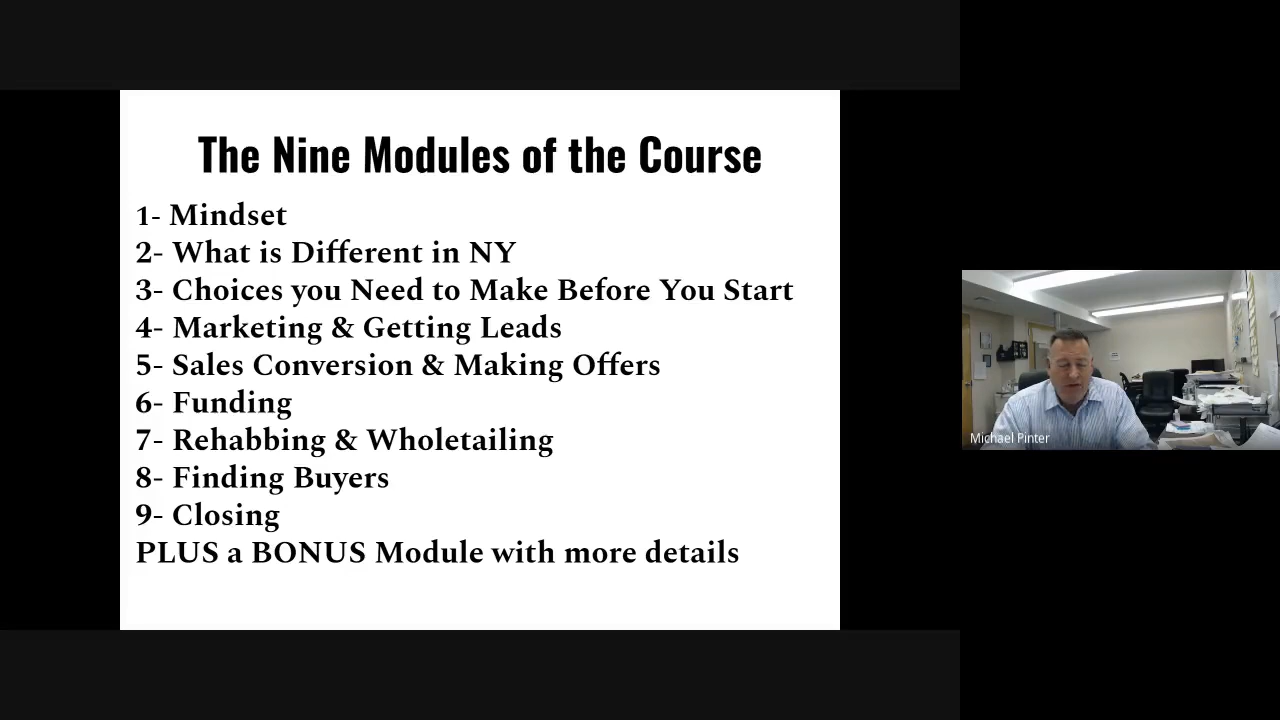 The Nine Modules of the Course
1- Mindset
2- What is Different in NY
3- Choices you Need to Make Before You Start
4- Marketing & Getting Leads
5- Sales Conversion & Making Offers
6- Funding
7- Rehabbing & Wholetailing
8- Finding Buyers
9- Closing
PLUS a BONUS Module with more details
Michael Pinter